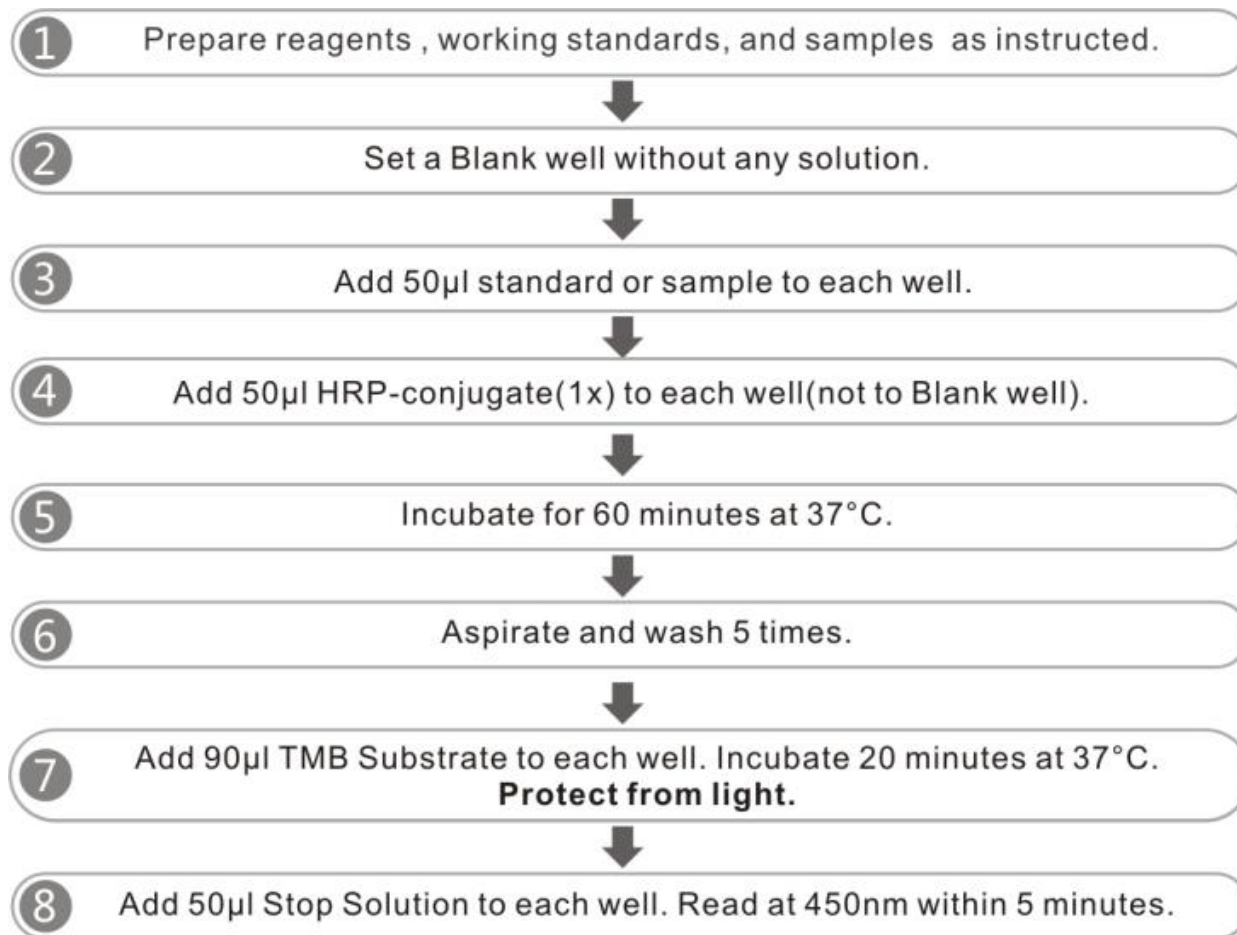 1 Prepare reagents , working standards, and samples as instructed.
2 Set a Blank well without any solution.
3 Add 50µl standard or sample to each well.
4 Add 50µl HRP-conjugate(1x) to each well(not to Blank well).
5 Incubate for 60 minutes at 37°C.
6 Aspirate and wash 5 times.
7 Add 90µl TMB Substrate to each well. Incubate 20 minutes at 37°C.
Protect from light.
8 Add 50µl Stop Solution to each well. Read at 450nm within 5 minutes.